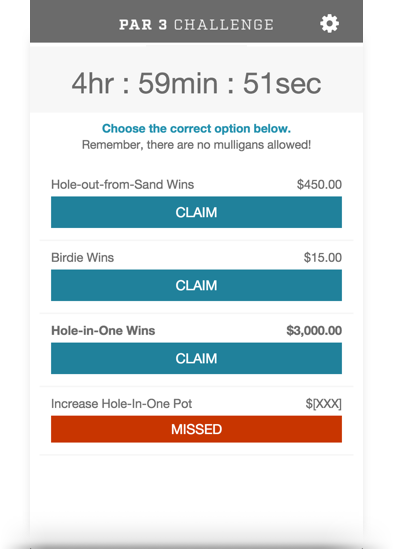 PAR 3 CHALLENGE
4hr : 59min : 51sec
Choose the correct option below.
Remember, there are no mulligans allowed!
Hole-out-from-Sand Wins $450.00
CLAIM
Birdie Wins $15.00
CLAIM
Hole-in-One Wins $3,000.00
CLAIM
Increase Hole-In-One Pot $[XXX]
MISSED